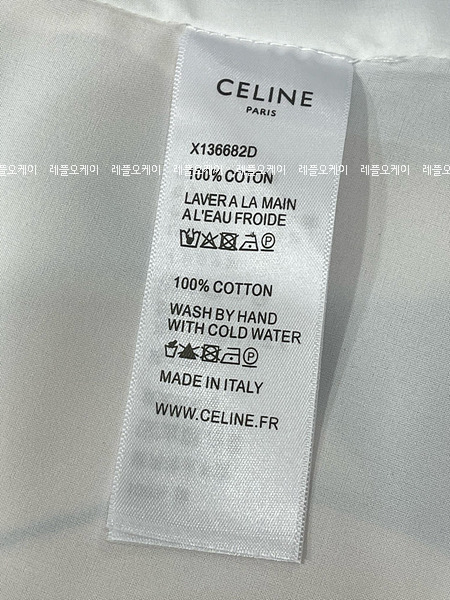 CELINE
PARIS
X136682D
레플오케이 레플오케이 레플오케이 레플오케이 레플오케이 레플
100% COTON
LAVER A LA MAIN
A L'EAU FROIDE
P
100% COTTON
WASH BY HAND
WITH COLD WATER
P
MADE IN ITALY
WWW.CELINE.FR